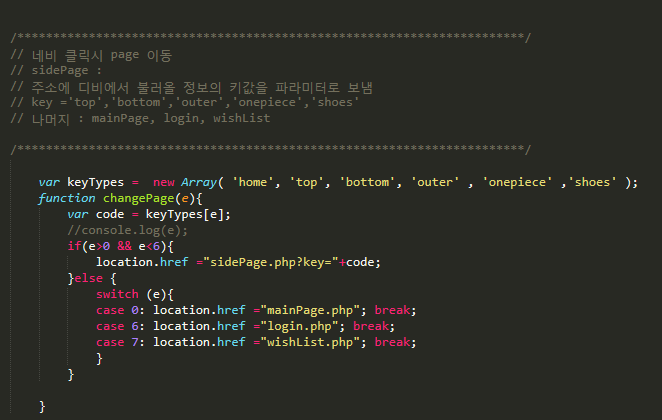 /*********************************************************************/
// 네비 클릭시 page 이동
// sidePage :
// 주소에 디비에서 불러올 정보의 키값을 파라미터로 보냄
// key ='top','bottom','outer','onepiece','shoes'
// 나머지 : mainPage, login, wishList
/*********************************************************************/
var keyTypes =  new Array( 'home', 'top', 'bottom', 'outer' , 'onepiece' ,'shoes' );
function changePage(e){
var code = keyTypes[e];
//console.log(e);
if(e>0 && e<6){
location.href ="sidePage.php?key="+code;
}else {
switch (e){
case 0: location.href ="mainPage.php"; break;
case 6: location.href ="login.php"; break;
case 7: location.href ="wishList.php"; break;
}
}
}